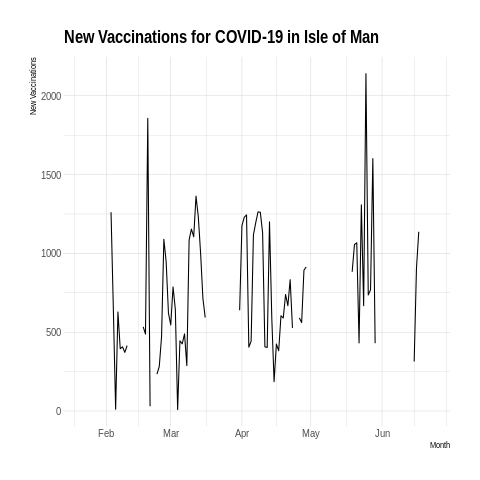 New Vaccinations for COVID-19 in Isle of Man
New Vaccinations
2000
1500
1000
500
0
Feb Mar Apr May Jun
Month